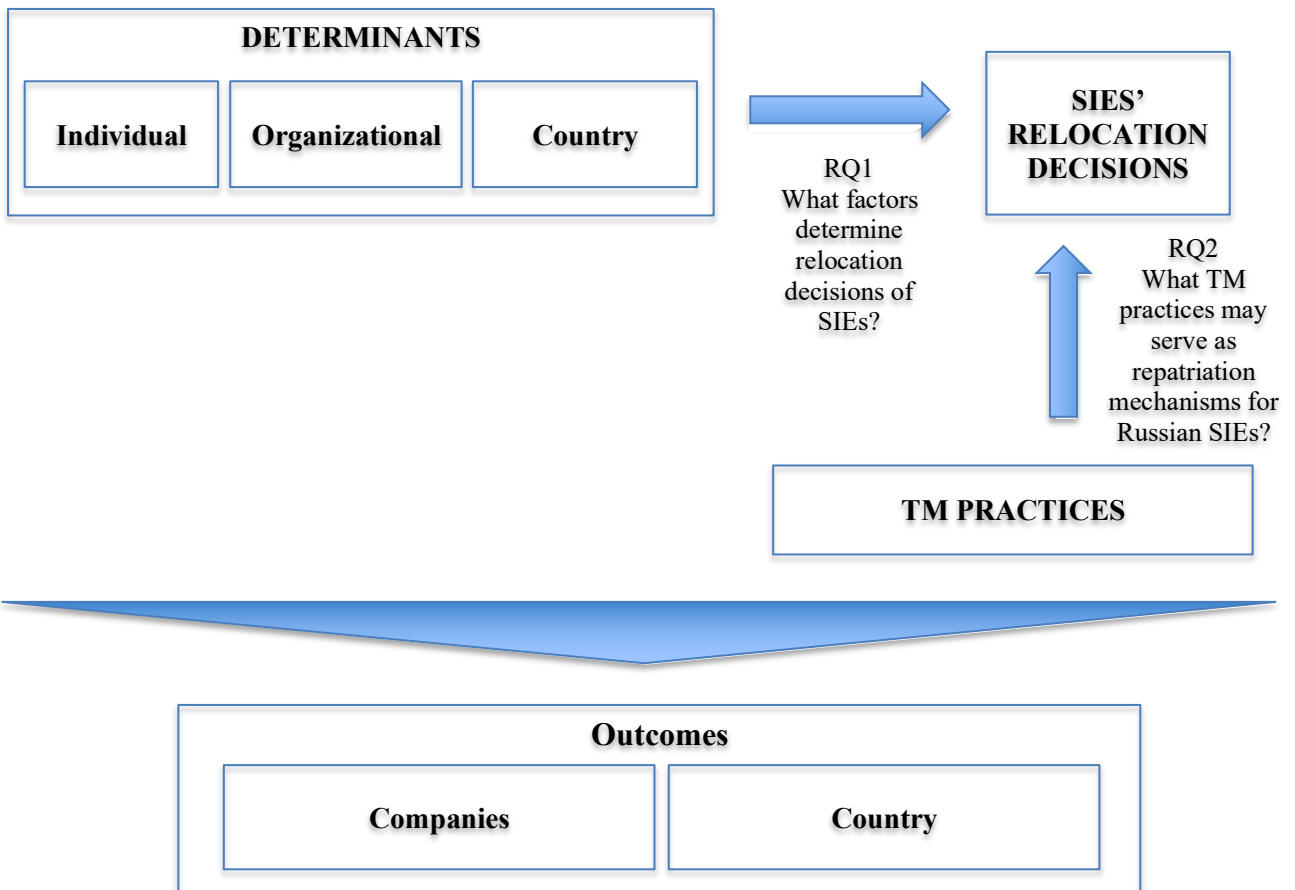 DETERMINANTS
Individual
Organizational
Country
RQ1
What factors
determine
relocation
decisions of
SIEs?
SIES’
RELOCATION
DECISIONS
RQ2
What TM
practices may
serve as
repatriation
mechanisms for
Russian SIEs?
TM PRACTICES
Outcomes
Companies
Country